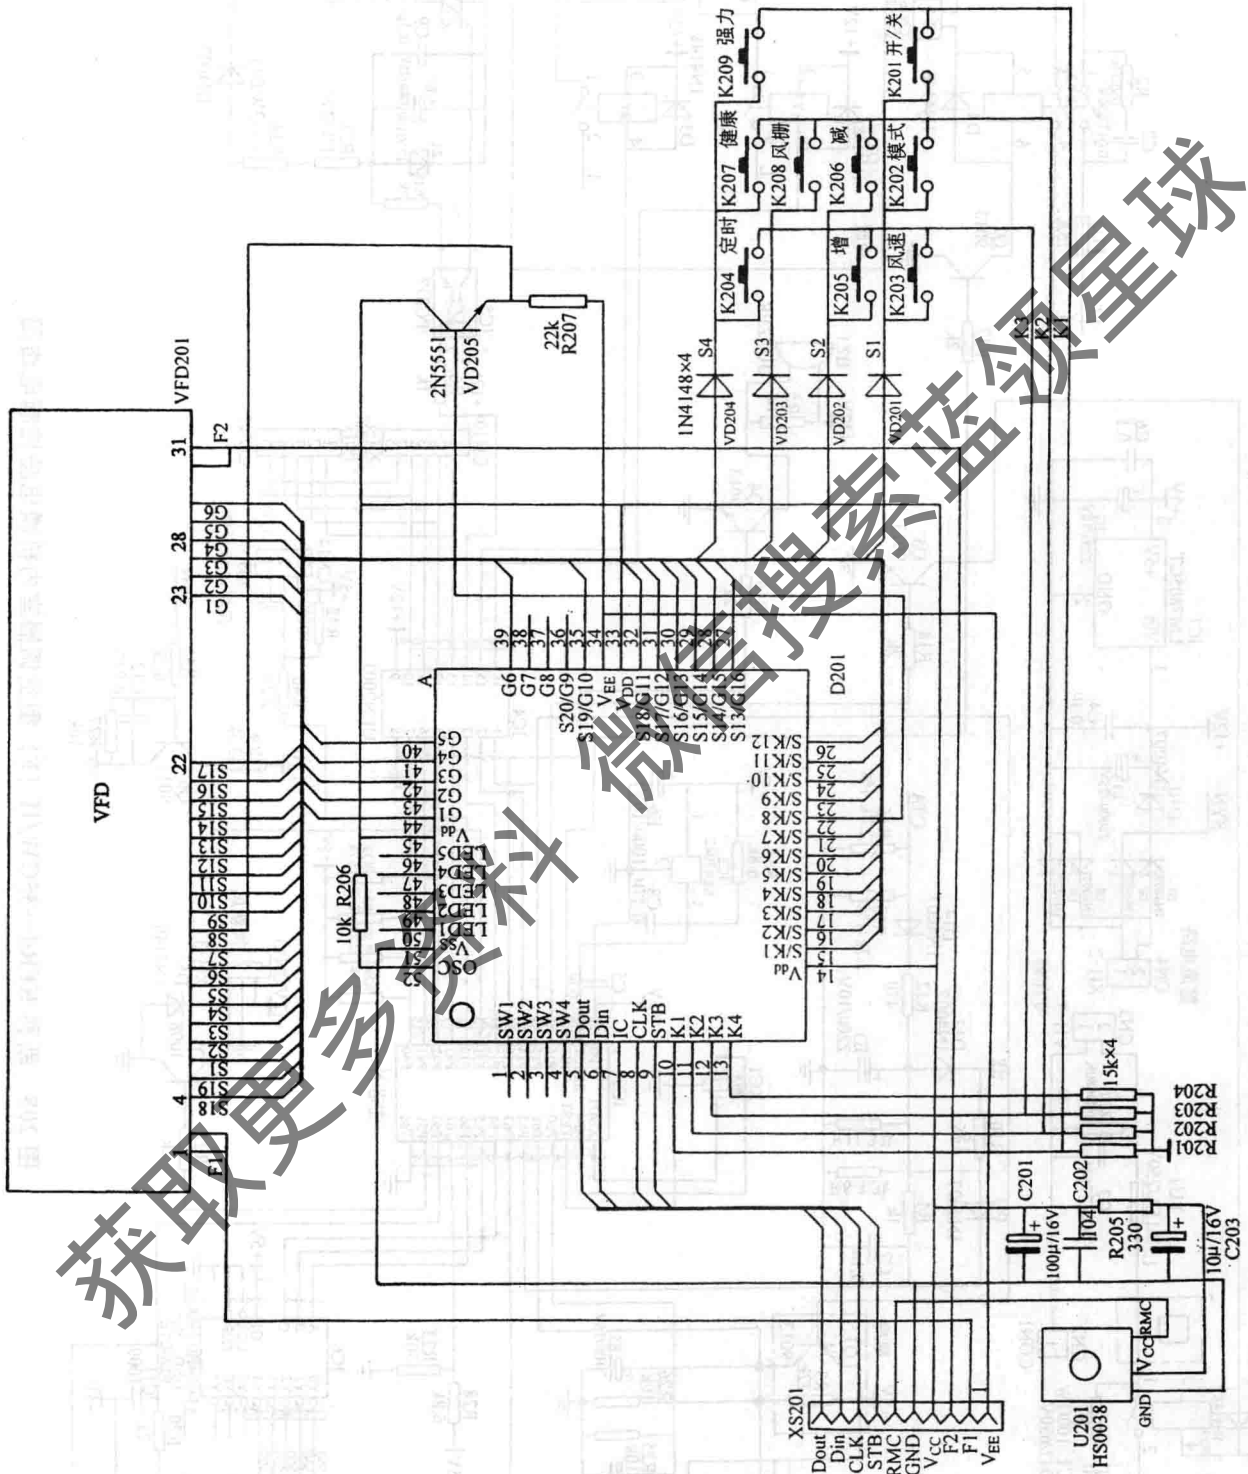 K209 强力
K201 开/关
K207 健康
K208 风栅
K206 减
K202 模式
K204 定时
K205 增
K203 风速
K3
K2
K1
S4
S3
S2
S1
1N4148×4
VD204
VD203
VD202
VD201
22k
R207
2N5551
VD205
VFD201
VFD
31
F2
28
23
22
4
1
F1
G6
G5
G4
G3
G2
G1
S17
S16
S15
S14
S13
S12
S11
S10
S9
S8
S7
S6
S5
S4
S3
S2
S1
S19
S18
10k R206
A
D201
39
38
37
36
35
34
33
32
31
30
29
28
27
G6
G7
G8
S20/G9
S19/G10
VEE
VDD
S18/G11
S17/G12
S16/G13
S15/G14
S14/G15
S13/G16
G5
G4
G3
G2
G1
Vdd
LED5
LED4
LED3
LED2
LED1
Vss
OSC
40
41
42
43
44
45
46
47
48
49
50
51
52
S/K12
S/K11
S/K10
S/K9
S/K8
S/K7
S/K6
S/K5
S/K4
S/K3
S/K2
S/K1
Vdd
26
25
24
23
22
21
20
19
18
17
16
15
14
SW1
SW2
SW3
SW4
Dout
Din
IC
CLK
STB
K1
K2
K3
K4
1
2
3
4
5
6
7
8
9
10
11
12
13
15k×4
R204
R203
R202
R201
C201
100μ/16V
C202
104
R205
330
10μ/16V
C203
XS201
Dout
Din
CLK
STB
RMC
GND
VCC
F2
F1
VEE
1
U201
HS0038
RMC
VCC
GND
获取更多资料 微信搜索蓝领星球